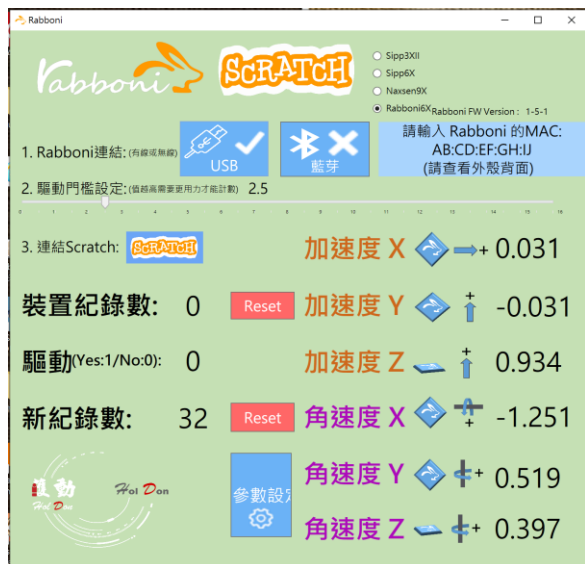 Rabboni
rabboni
SCRATCH
Sipp3XII
Sipp6X
Naxsen9X
Rabboni6X Rabboni FW Version : 1-5-1
1. Rabboni連結: (有線或無線)
USB
藍芽
請輸入 Rabboni 的MAC:
AB:CD:EF:GH:IJ
(請查看外殼背面)
2. 驅動門檻設定:(值越高需要更用力才能計數) 2.5
0 1 2 3 4 5 6 7 8 9 10 11 12 13 14 15 16
3. 連結Scratch: SCRATCH
加速度 X + 0.031
裝置紀錄數: 0 Reset
加速度 Y + -0.031
驅動(Yes:1/No:0): 0
加速度 Z + 0.934
新紀錄數: 32 Reset
角速度 X + -1.251
動
Hoi Don
Hoi Don
參數設
角速度 Y + 0.519
角速度 Z + 0.397